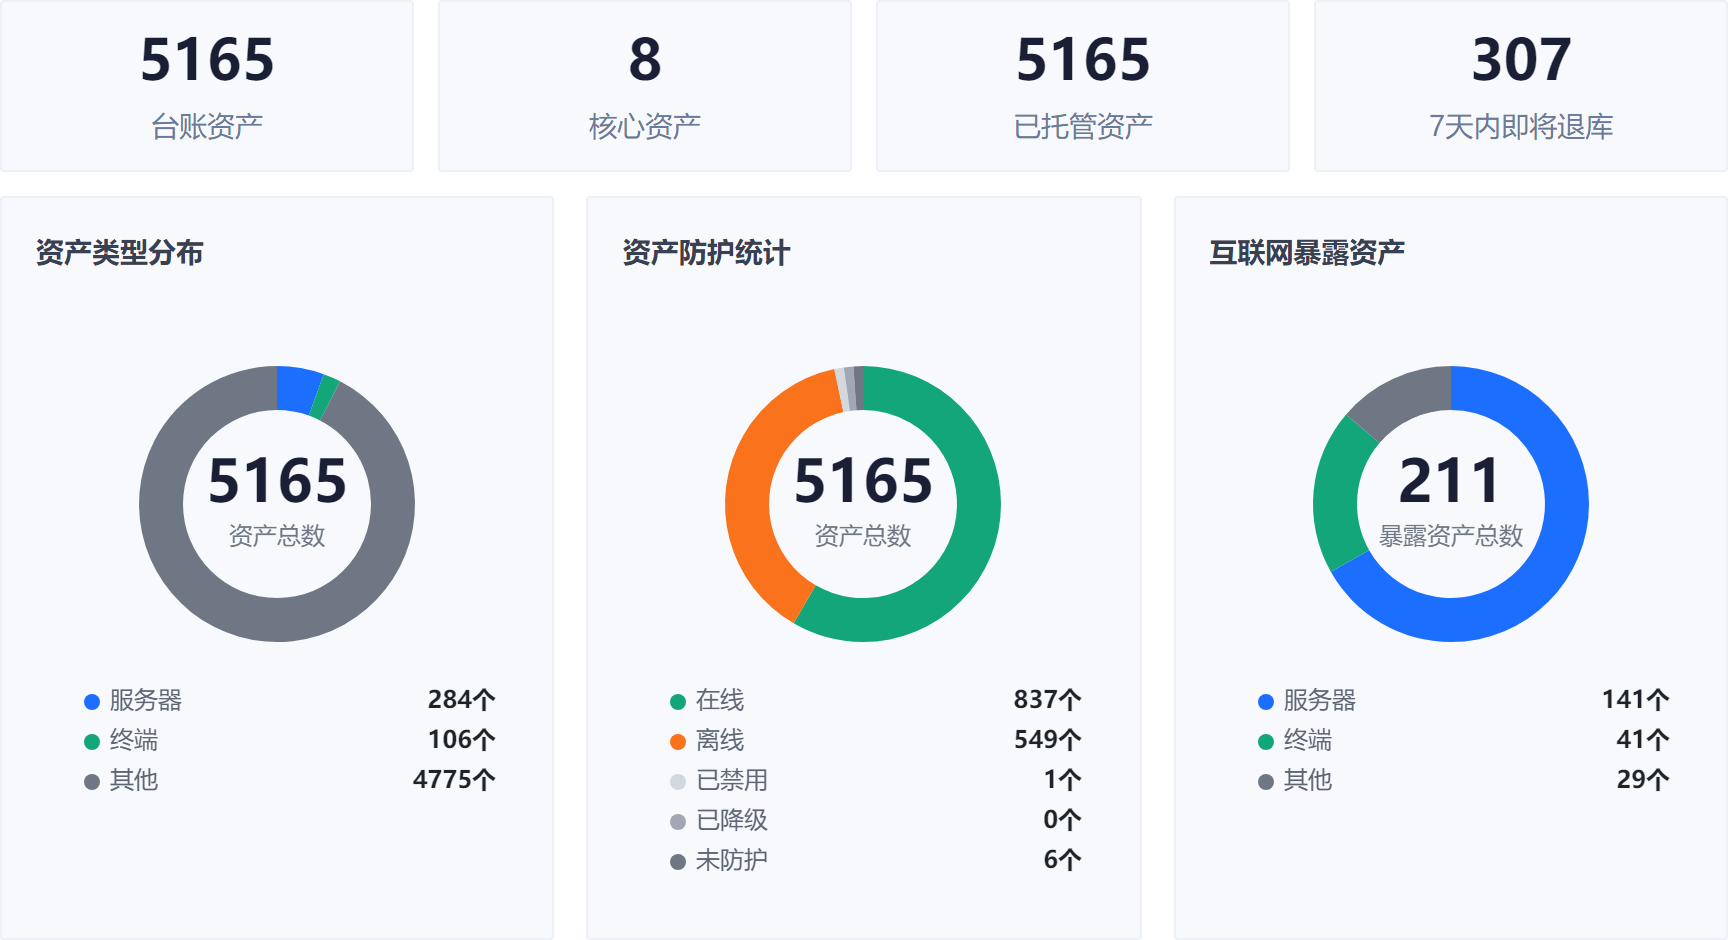 5165
台账资产
8
核心资产
5165
已托管资产
307
7天内即将退库
资产类型分布
5165
资产总数
服务器 284个
终端 106个
其他 4775个
资产防护统计
5165
资产总数
在线 837个
离线 549个
已禁用 1个
已降级 0个
未防护 6个
互联网暴露资产
211
暴露资产总数
服务器 141个
终端 41个
其他 29个